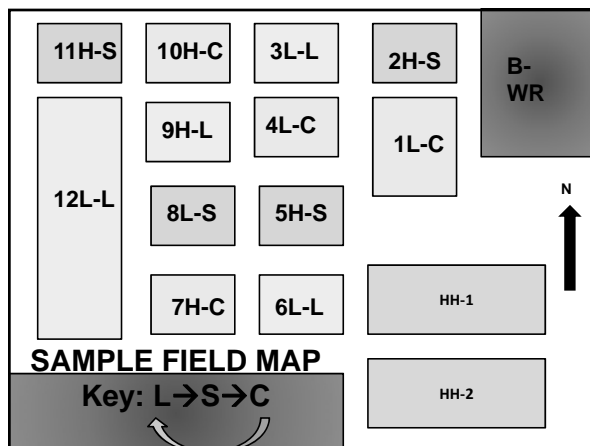 11H-S
10H-C
3L-L
2H-S
B-
WR
9H-L
4L-C
1L-C
12L-L
8L-S
5H-S
N
7H-C
6L-L
HH-1
SAMPLE FIELD MAP
Key: L→S→C
HH-2